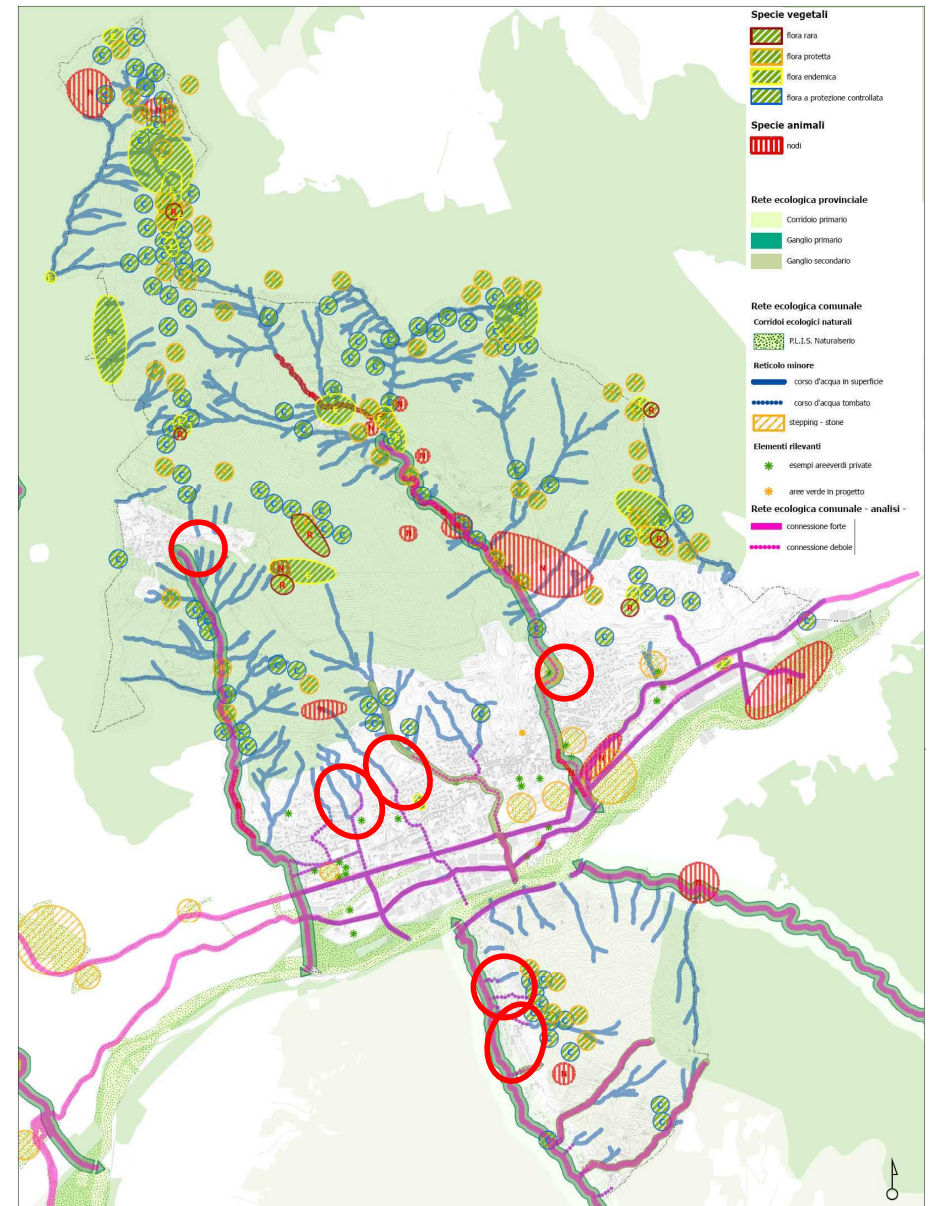 Specie vegetali
flora rara
flora protetta
flora endemica
flora a protezione controllata
Specie animali
nodi
Rete ecologica provinciale
Corridoio primario
Ganglio primario
Ganglio secondario
Rete ecologica comunale
Corridoi ecologici naturali
P.L.I.S. Naturalserio
Reticolo minore
corso d'acqua in superficie
corso d'acqua tombato
stepping - stone
Elementi rilevanti
esempi areeverdi private
aree verde in progetto
Rete ecologica comunale - analisi -
connessione forte
connessione debole